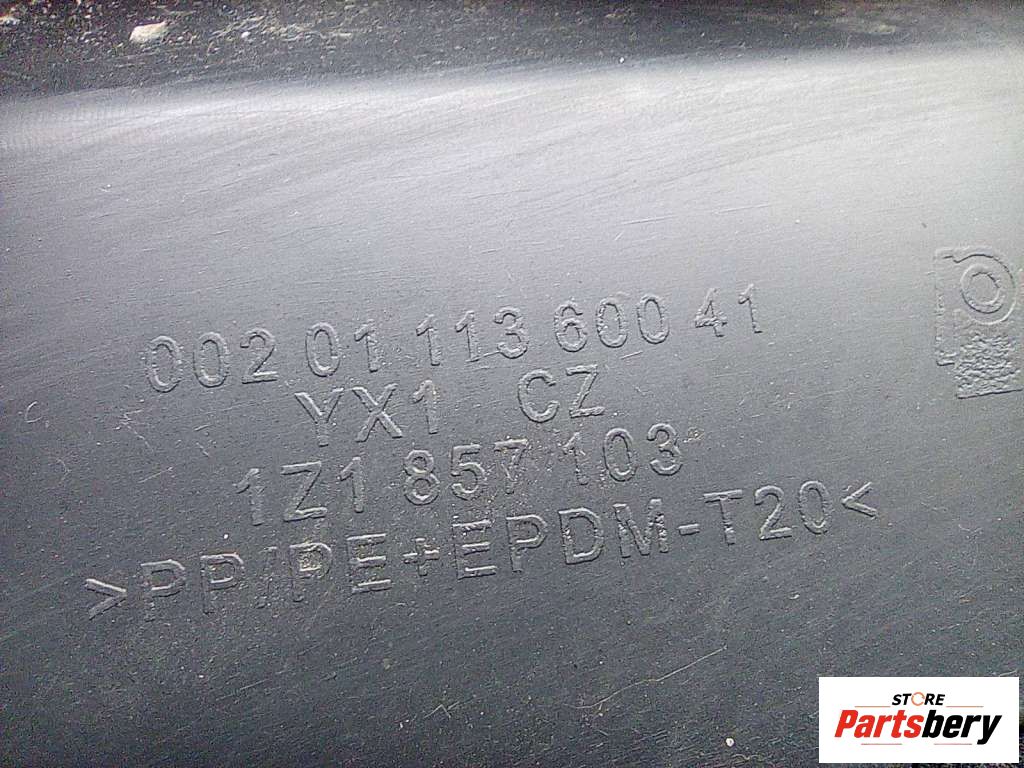 002 01 113 600 41
YX1 CZ
1Z1 857 103
>PP/PE+EPDM-T20<
STORE
Partsbery